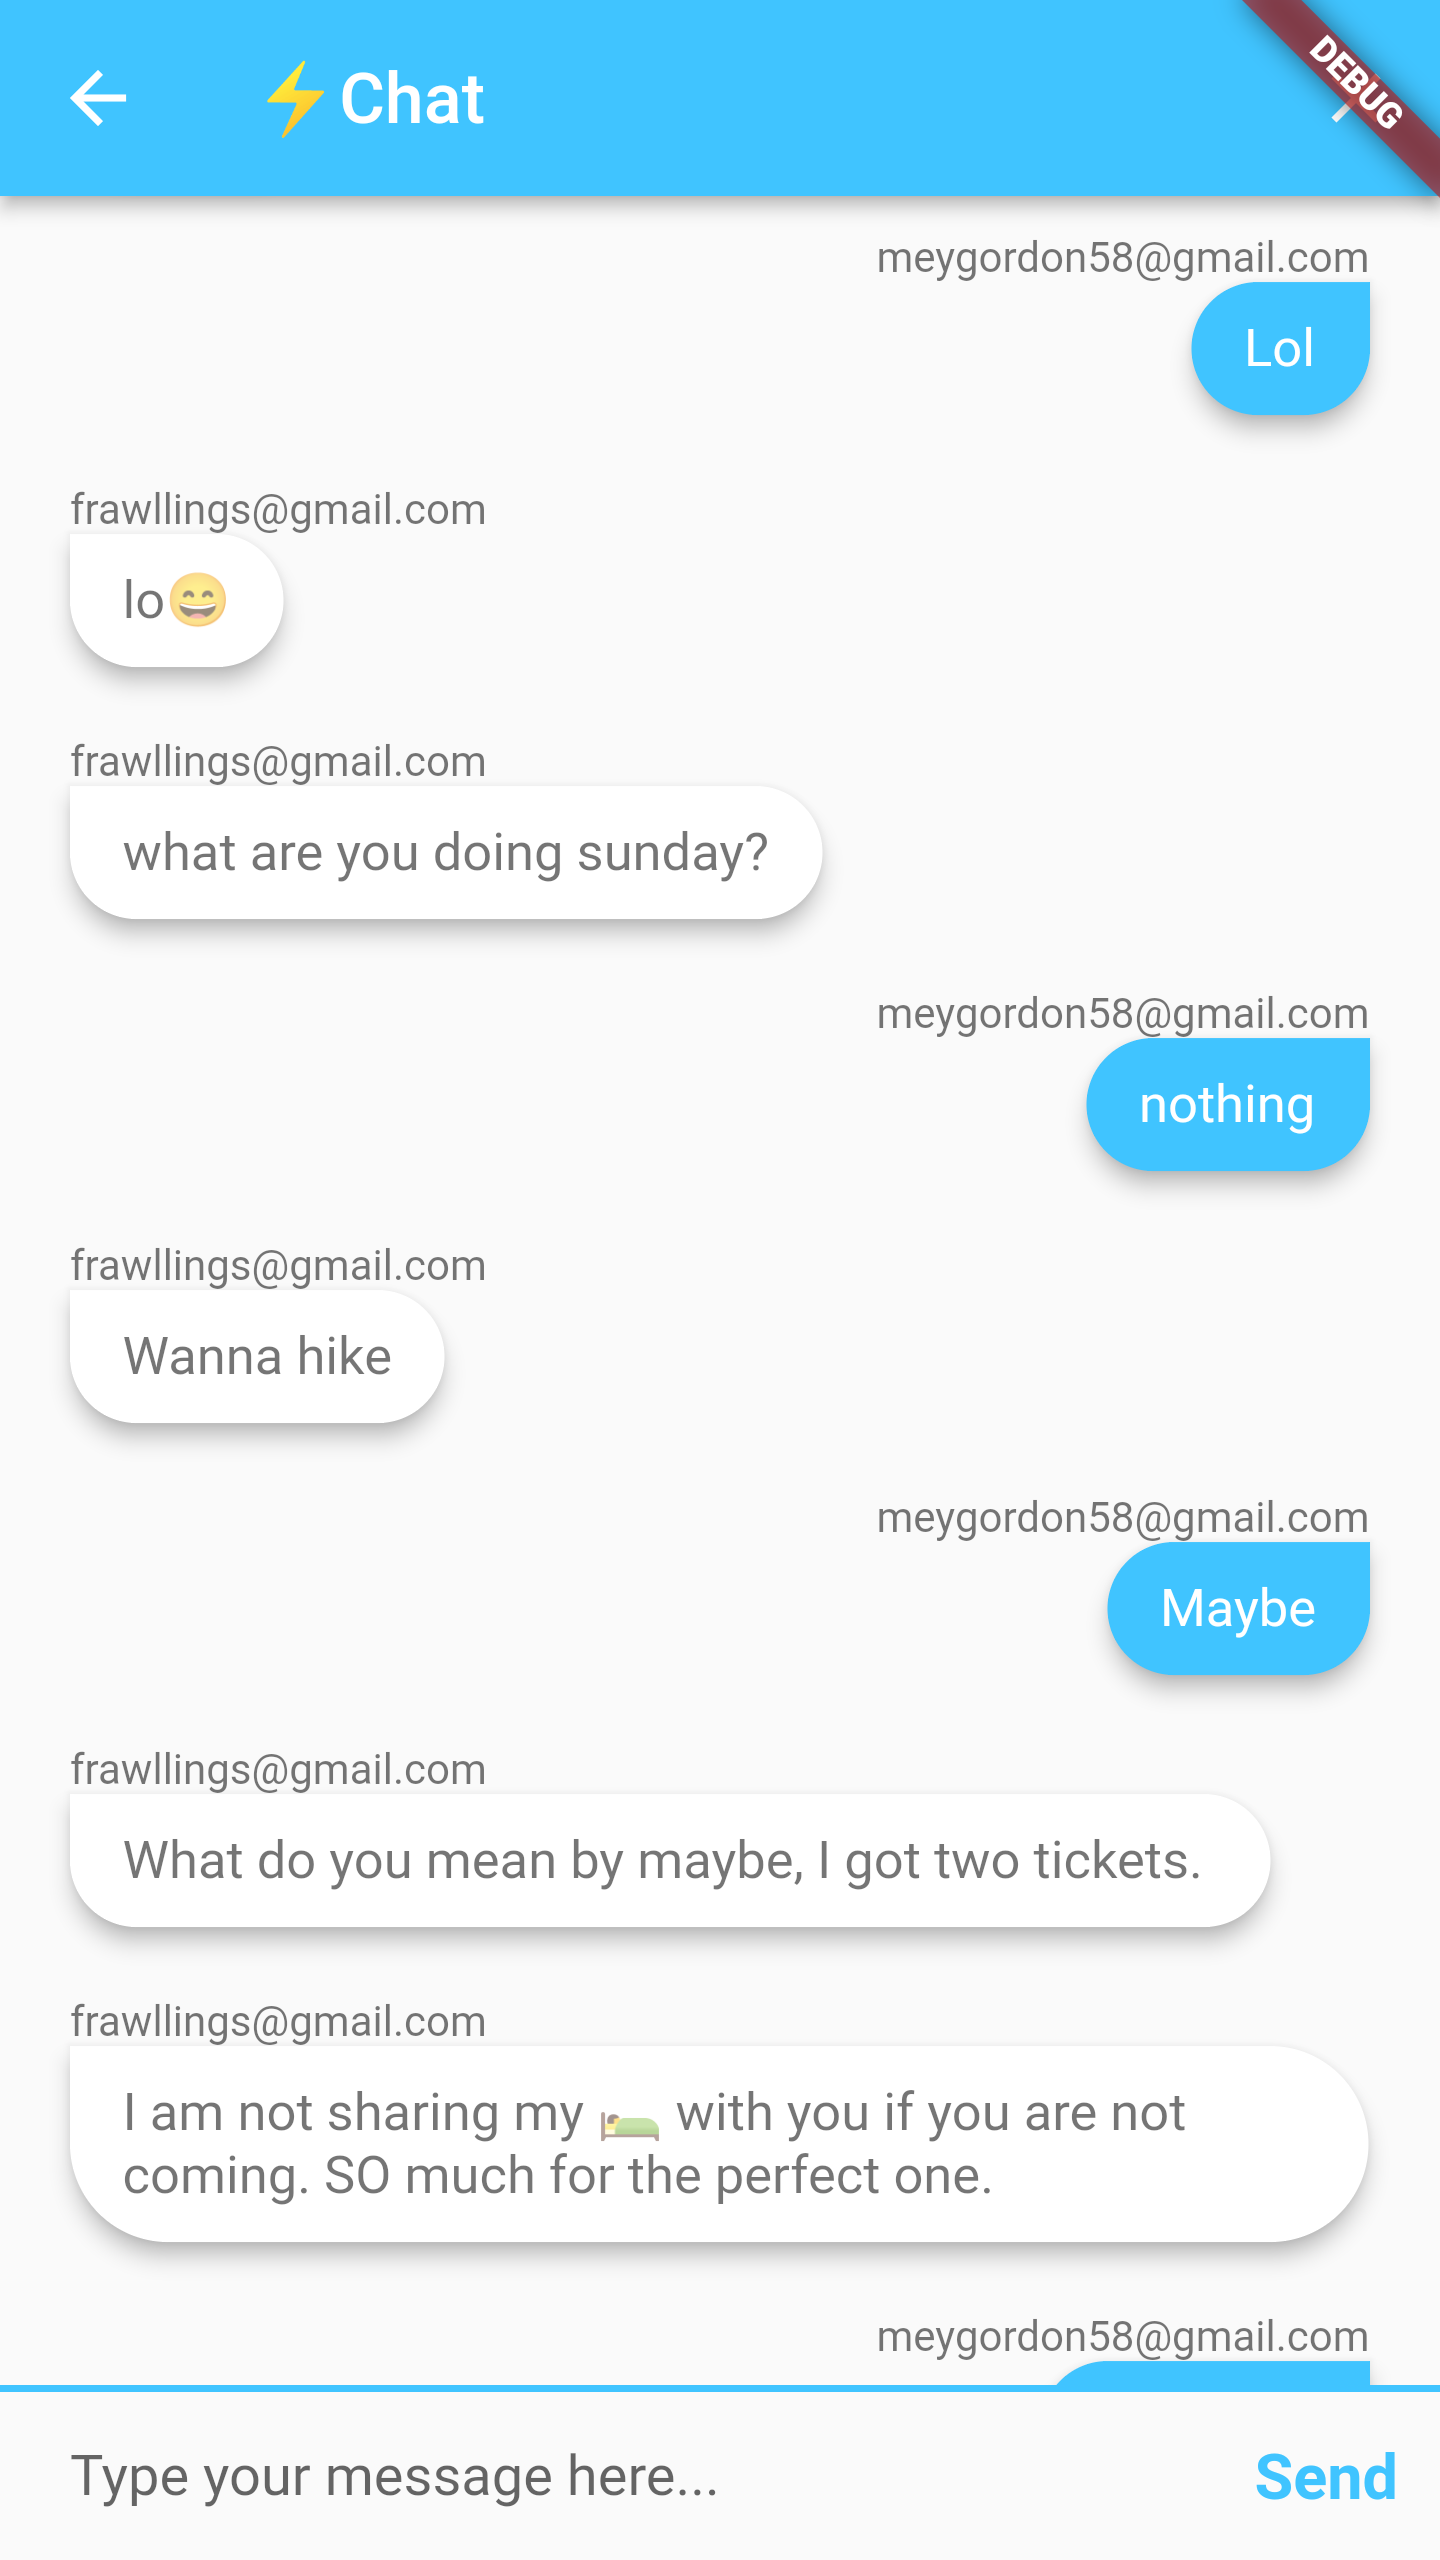 ⚡Chat
DEBUG
meygordon58@gmail.com
Lol
frawllings@gmail.com
lo😄
frawllings@gmail.com
what are you doing sunday?
meygordon58@gmail.com
nothing
frawllings@gmail.com
Wanna hike
meygordon58@gmail.com
Maybe
frawllings@gmail.com
What do you mean by maybe, I got two tickets.
frawllings@gmail.com
I am not sharing my 🛌 with you if you are not
coming. SO much for the perfect one.
meygordon58@gmail.com
Type your message here...
Send